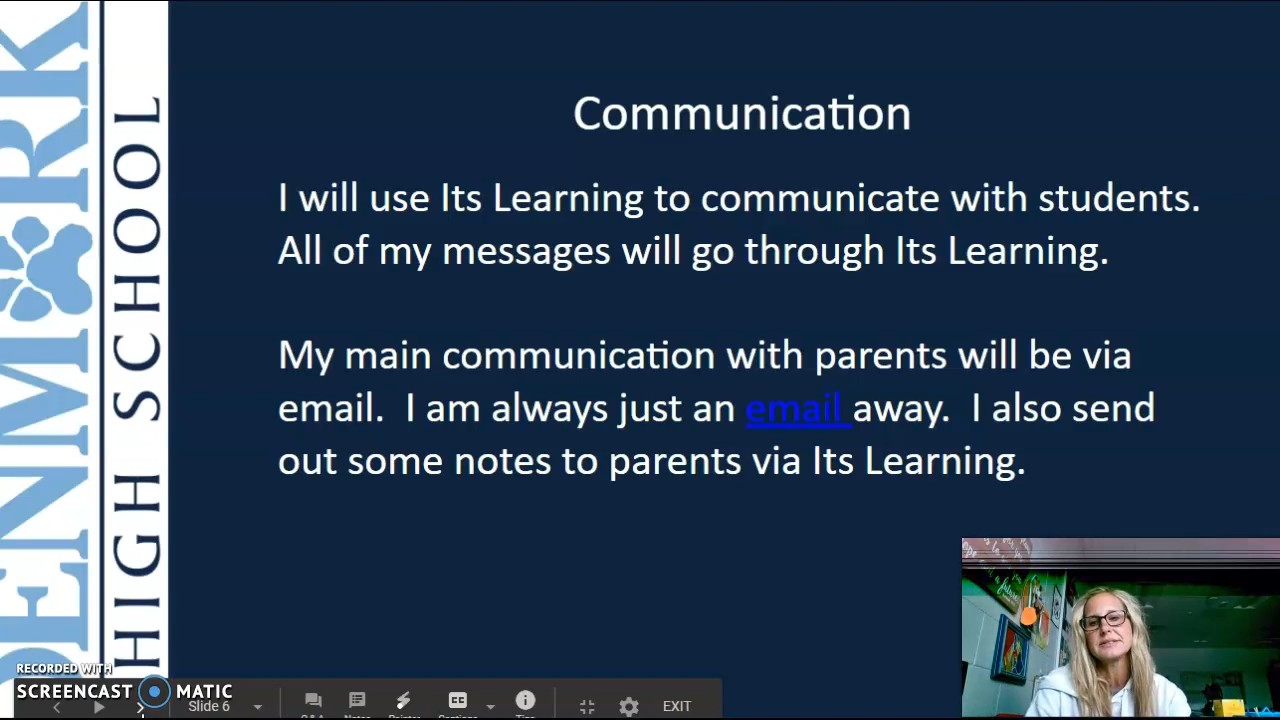 Communication
I will use Its Learning to communicate with students.
All of my messages will go through Its Learning.
My main communication with parents will be via
email. I am always just an email away. I also send
out some notes to parents via Its Learning.
HIGH SCHOOL
RECORDED WITH
SCREENCAST MATIC
Slide 6
EXIT